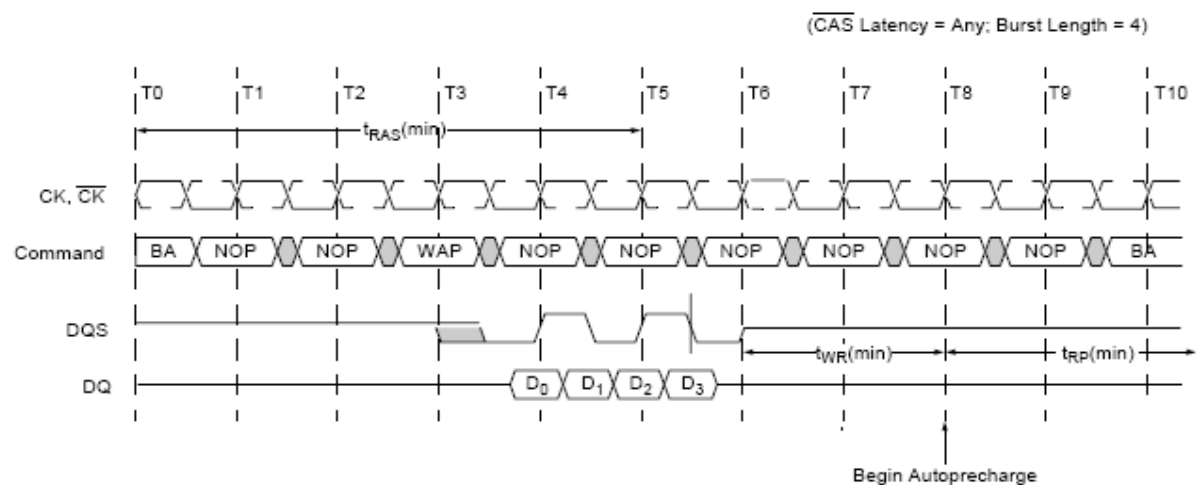 (CAS Latency = Any; Burst Length = 4)
T0 T1 T2 T3 T4 T5 T6 T7 T8 T9 T10
tRAS(min)
CK, CK
Command BA NOP NOP WAP NOP NOP NOP NOP NOP NOP BA
DQS
tWR(min) tRP(min)
DQ D0 D1 D2 D3
Begin Autoprecharge